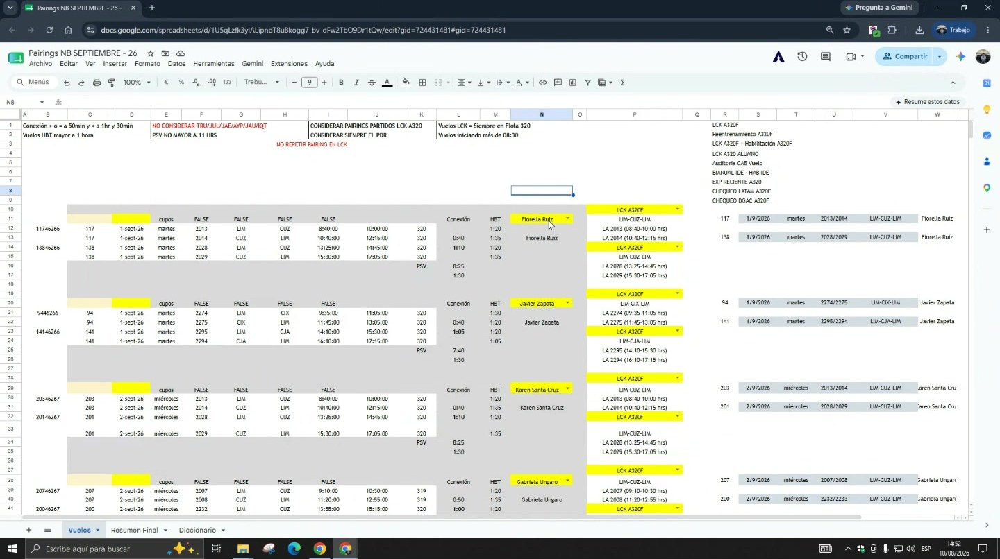 Pairings NB SEPTIEMBRE - 26 -
Pregunta a Gemini
docs.google.com/spreadsheets/d/1U5qLzfk3ylALipndT8u8kogg7-bv-dFw2TbO9Dr1tQw/edit?gid=724431481#gid=724431481
Trabajo
Pairings NB SEPTIEMBRE - 26
Archivo Editar Ver Insertar Formato Datos Herramientas Gemini Extensiones Ayuda
Compartir
Menús 100% € % .0 .00 123 Trebu... 9 B I A Σ
N8 fx
Resume estos datos
A B C D E F G H I J K L M N O P Q R S T U V W
1 Conexión > o = a 50min y < a 1hr y 30min NO CONSIDERAR TRU/JUL/JAE/AYP/JAU/IQT CONSIDERAR PAIRINGS PARTIDOS LCK A320 Vuelos LCK = Siempre en Flota 320 LCK A320F
2 Vuelos HBT mayor a 1 hora PSV NO MAYOR A 11 HRS CONSIDERAR SIEMPRE EL PDR Vuelos iniciando más de 08:30 Reentrenamiento A320F
3 NO REPETIR PAIRING EN LCK LCK A320F + Habilitación A320F
4 LCK A320 ALUMNO
5 Auditoria CAB Vuelo
6 BIANUAL IDE - HAB IDE
7 EXP RECIENTE A320
8 CHEQUEO LATAM A320F
9 CHEQUEO DGAC A320F
10 LCK A320F
11 cupos FALSE FALSE FALSE FALSE Conexión HBT Fiorella Ruiz LIM-CUZ-LIM 117 1/9/2026 martes 2013/2014 LIM-CUZ-LIM Fiorella Ruiz
12 11746266 117 1-sept-26 martes 2013 LIM CUZ 8:40:00 10:00:00 320 1:20 LA 2013 (08:40-10:00 hrs)
13 117 1-sept-26 martes 2014 CUZ LIM 10:40:00 12:15:00 320 0:40 1:35 Fiorella Ruiz LA 2014 (10:40-12:15 hrs) 138 1/9/2026 martes 2028/2029 LIM-CUZ-LIM Fiorella Ruiz
14 13846266 138 1-sept-26 martes 2028 LIM CUZ 13:25:00 14:45:00 320 1:10 1:20 LCK A320F
15 138 1-sept-26 martes 2029 CUZ LIM 15:30:00 17:05:00 320 1:35 LIM-CUZ-LIM
16 PSV 8:25 LA 2028 (13:25-14:45 hrs)
17 1:30 LA 2029 (15:30-17:05 hrs)
18
19 LCK A320F
20 cupos FALSE FALSE FALSE FALSE Conexión HBT Javier Zapata LIM-CIX-LIM 94 1/9/2026 martes 2274/2275 LIM-CIX-LIM Javier Zapata
21 9446266 94 1-sept-26 martes 2274 LIM CIX 9:35:00 11:05:00 320 1:30 LA 2274 (09:35-11:05 hrs)
22 94 1-sept-26 martes 2275 CIX LIM 11:45:00 13:05:00 320 0:40 1:20 Javier Zapata LA 2275 (11:45-13:05 hrs) 141 1/9/2026 martes 2295/2294 LIM-CJA-LIM Javier Zapata
23 14146266 141 1-sept-26 martes 2295 LIM CJA 14:10:00 15:30:00 320 1:05 1:20 LCK A320F
24 141 1-sept-26 martes 2294 CJA LIM 16:10:00 17:15:00 320 1:05 LIM-CJA-LIM
25 PSV 7:40 LA 2295 (14:10-15:30 hrs)
26 1:30 LA 2294 (16:10-17:15 hrs)
27
28 LCK A320F
29 cupos FALSE FALSE FALSE FALSE Conexión HBT Karen Santa Cruz LIM-CUZ-LIM 203 2/9/2026 miércoles 2013/2014 LIM-CUZ-LIM Karen Santa Cru
30 20346267 203 2-sept-26 miércoles 2013 LIM CUZ 8:40:00 10:00:00 320 1:20 LA 2013 (08:40-10:00 hrs)
31 203 2-sept-26 miércoles 2014 CUZ LIM 10:40:00 12:15:00 320 0:40 1:35 Karen Santa Cruz LA 2014 (10:40-12:15 hrs) 201 2/9/2026 miércoles 2028/2029 LIM-CUZ-LIM Karen Santa Cru
32 20146267 201 2-sept-26 miércoles 2028 LIM CUZ 13:25:00 14:45:00 320 1:10 1:20 LCK A320F
33 201 2-sept-26 miércoles 2029 CUZ LIM 15:30:00 17:05:00 320 1:35 LIM-CUZ-LIM
34 PSV 8:25 LA 2028 (13:25-14:45 hrs)
35 1:30 LA 2029 (15:30-17:05 hrs)
36
37 LCK A320F
38 cupos FALSE FALSE FALSE FALSE Conexión HBT Gabriela Ungaro LIM-CUZ-LIM 207 2/9/2026 miércoles 2007/2008 LIM-CUZ-LIM Gabriela Ungaro
39 20746267 207 2-sept-26 miércoles 2007 LIM CUZ 9:10:00 10:30:00 319 1:20 LA 2007 (09:10-10:30 hrs)
40 207 2-sept-26 miércoles 2008 CUZ LIM 11:20:00 12:55:00 319 0:50 1:35 Gabriela Ungaro LA 2008 (11:20-12:55 hrs) 200 2/9/2026 miércoles 2232/2233 LIM-CUZ-LIM Gabriela Ungaro
41 20046267 200 2-sept-26 miércoles 2232 LIM CUZ 13:55:00 15:15:00 320 1:00 1:20 LCK A320F
Vuelos Resumen Final Diccionario
Escribe aquí para buscar
ESP
14:52
10/08/2026